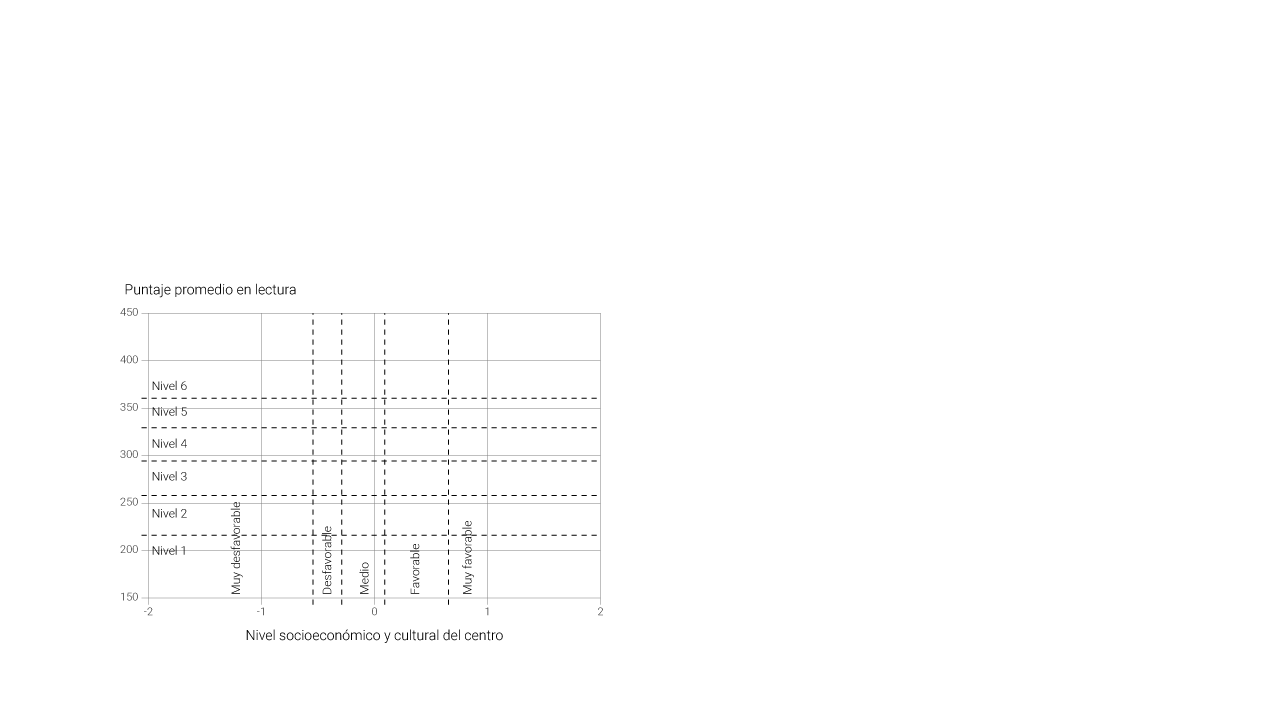 Puntaje promedio en lectura
450
400
Nivel 6
350
Nivel 5
Nivel 4
300
Nivel 3
250
Nivel 2
200
Nivel 1
150
Muy desfavorable
Desfavorable
Medio
Favorable
Muy favorable
-2
-1
0
1
2
Nivel socioeconómico y cultural del centro